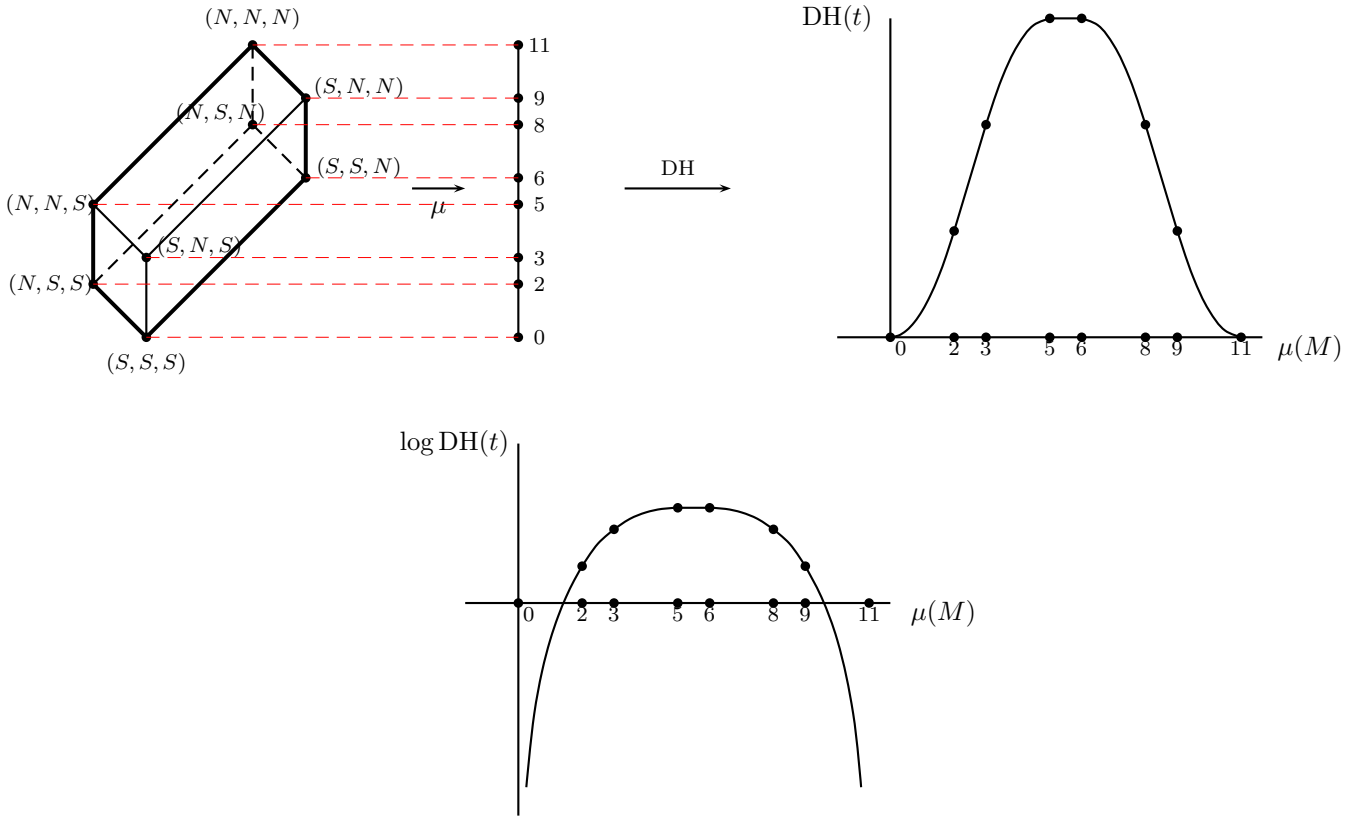 (N, N, N)
11
(S, N, N)
9
(N, S, N)
8
(S, S, N)
6
(N, N, S)
5
μ
(S, N, S)
3
(N, S, S)
2
0
(S, S, S)
DH
DH(t)
0 2 3 5 6 8 9 11 μ(M)
log DH(t)
0 2 3 5 6 8 9 11 μ(M)